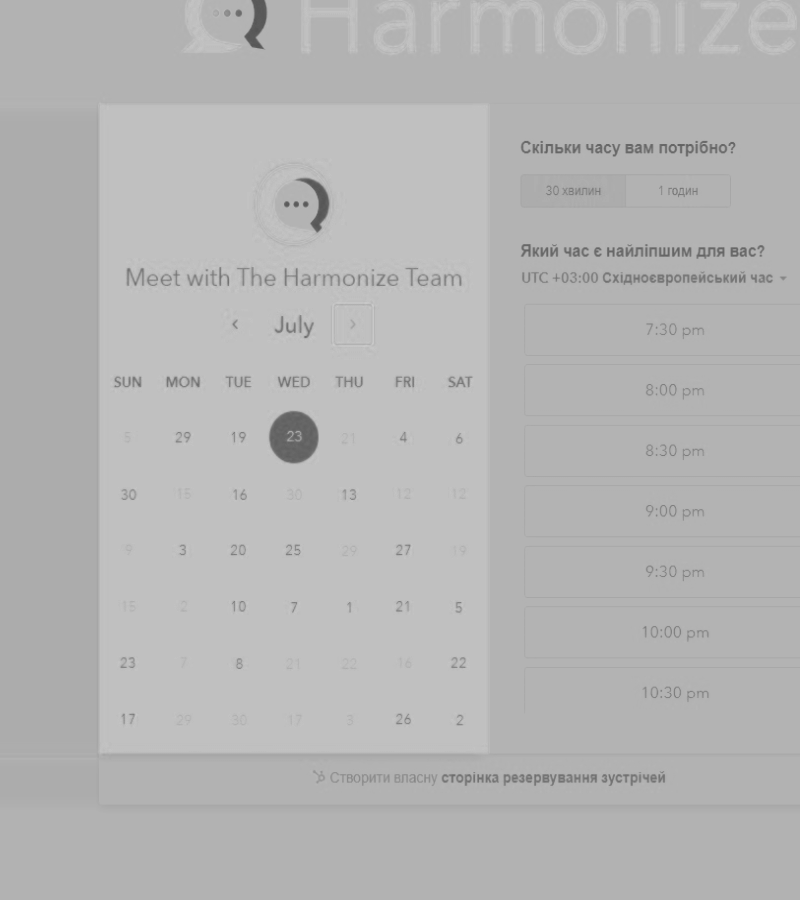 Harmonize
Meet with The Harmonize Team
July
SUN MON TUE WED THU FRI SAT
5 29 19 23 21 4 6
30 15 16 30 13 12 12
9 3 20 25 29 27 19
15 2 10 7 1 21 5
23 7 8 21 22 16 22
17 29 30 17 3 26 2
Скільки часу вам потрібно?
30 хвилин 1 годин
Який час є найліпшим для вас?
UTC +03:00 Східноєвропейський час
7:30 pm
8:00 pm
8:30 pm
9:00 pm
9:30 pm
10:00 pm
10:30 pm
Створити власну сторінка резервування зустрічей